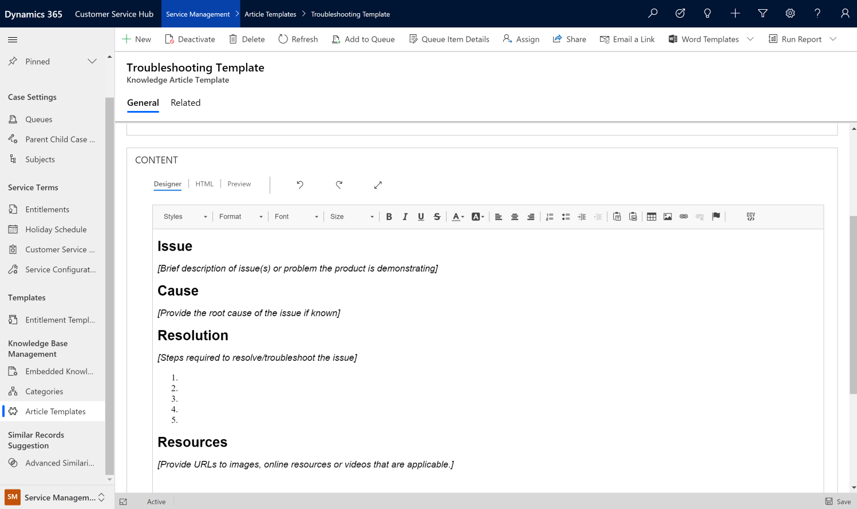 Dynamics 365 Customer Service Hub Service Management > Article Templates > Troubleshooting Template
New Deactivate Delete Refresh Add to Queue Queue Item Details Assign Share Email a Link Word Templates Run Report
Pinned
Case Settings
Queues
Parent Child Case ...
Subjects
Service Terms
Entitlements
Holiday Schedule
Customer Service ...
Service Configurat...
Templates
Entitlement Templ...
Knowledge Base
Management
Embedded Knowl...
Categories
Article Templates
Similar Records
Suggestion
Advanced Similari...
SM Service Managem...
Troubleshooting Template
Knowledge Article Template
General Related
CONTENT
Designer HTML Preview
Styles Format Font Size B I U S A A
Issue
[Brief description of issue(s) or problem the product is demonstrating]
Cause
[Provide the root cause of the issue if known]
Resolution
[Steps required to resolve/troubleshoot the issue]
1.
2.
3.
4.
5.
Resources
[Provide URLs to images, online resources or videos that are applicable.]
Active Save